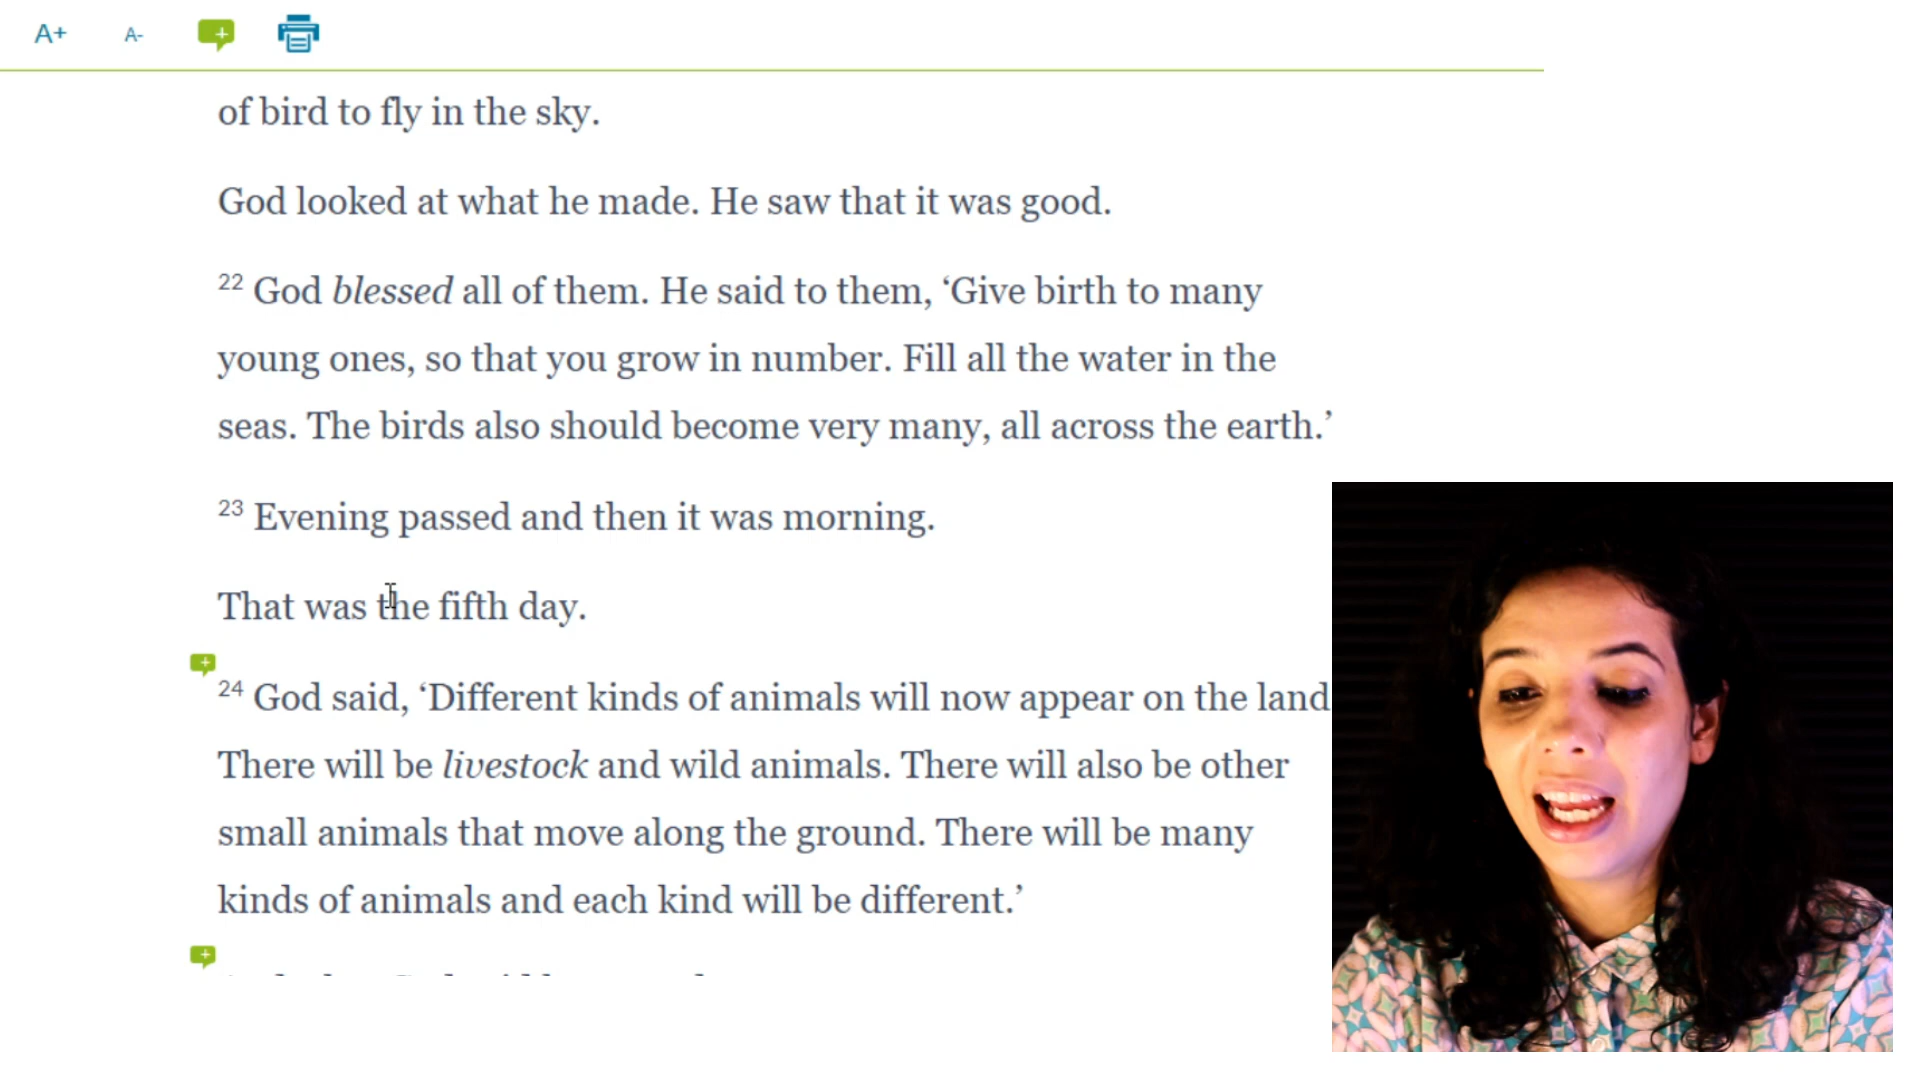 A+ A-
of bird to fly in the sky.
God looked at what he made. He saw that it was good.
22 God blessed all of them. He said to them, ‘Give birth to many
young ones, so that you grow in number. Fill all the water in the
seas. The birds also should become very many, all across the earth.’
23 Evening passed and then it was morning.
That was the fifth day.
24 God said, ‘Different kinds of animals will now appear on the land
There will be livestock and wild animals. There will also be other
small animals that move along the ground. There will be many
kinds of animals and each kind will be different.’